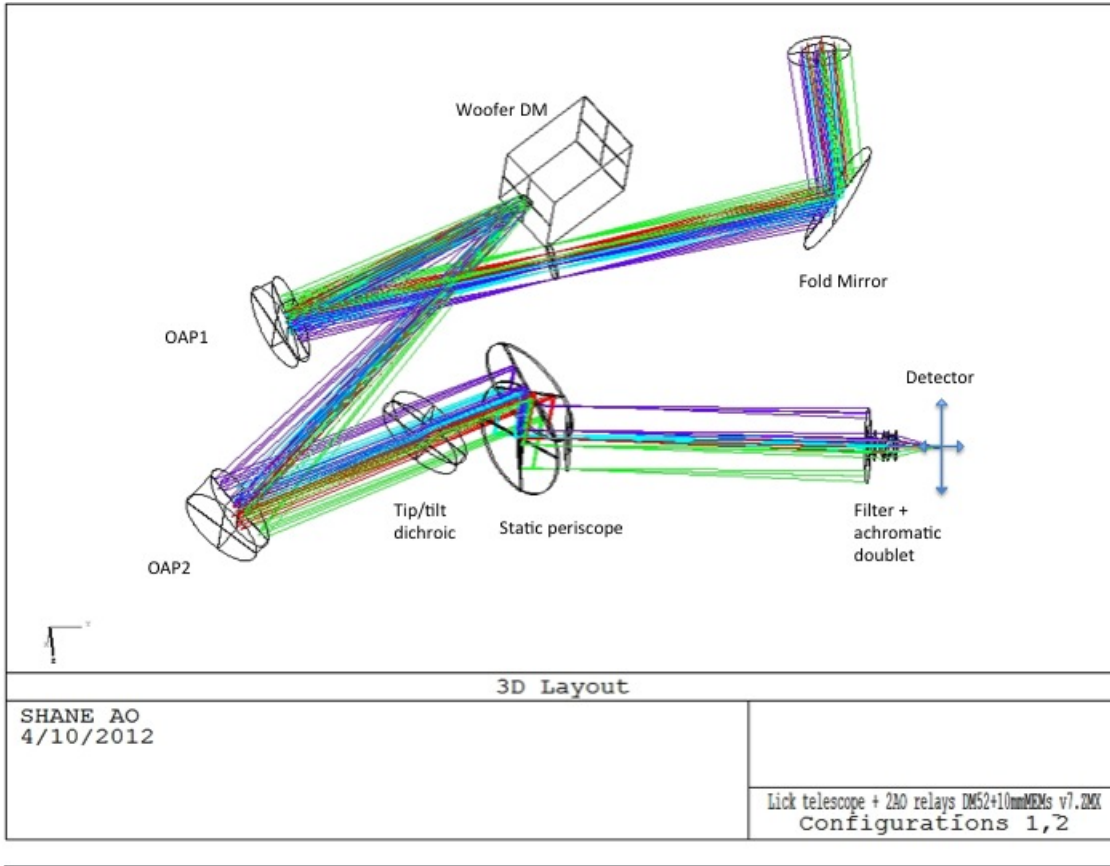 Woofer DM
Fold Mirror
OAP1
Detector
Tip/tilt
dichroic
Static periscope
Filter +
achromatic
doublet
OAP2
3D Layout
SHANE AO
4/10/2012
Lick telescope + 2AO relays DM52+10mmMEMs v7.ZMX
Configurations 1,2